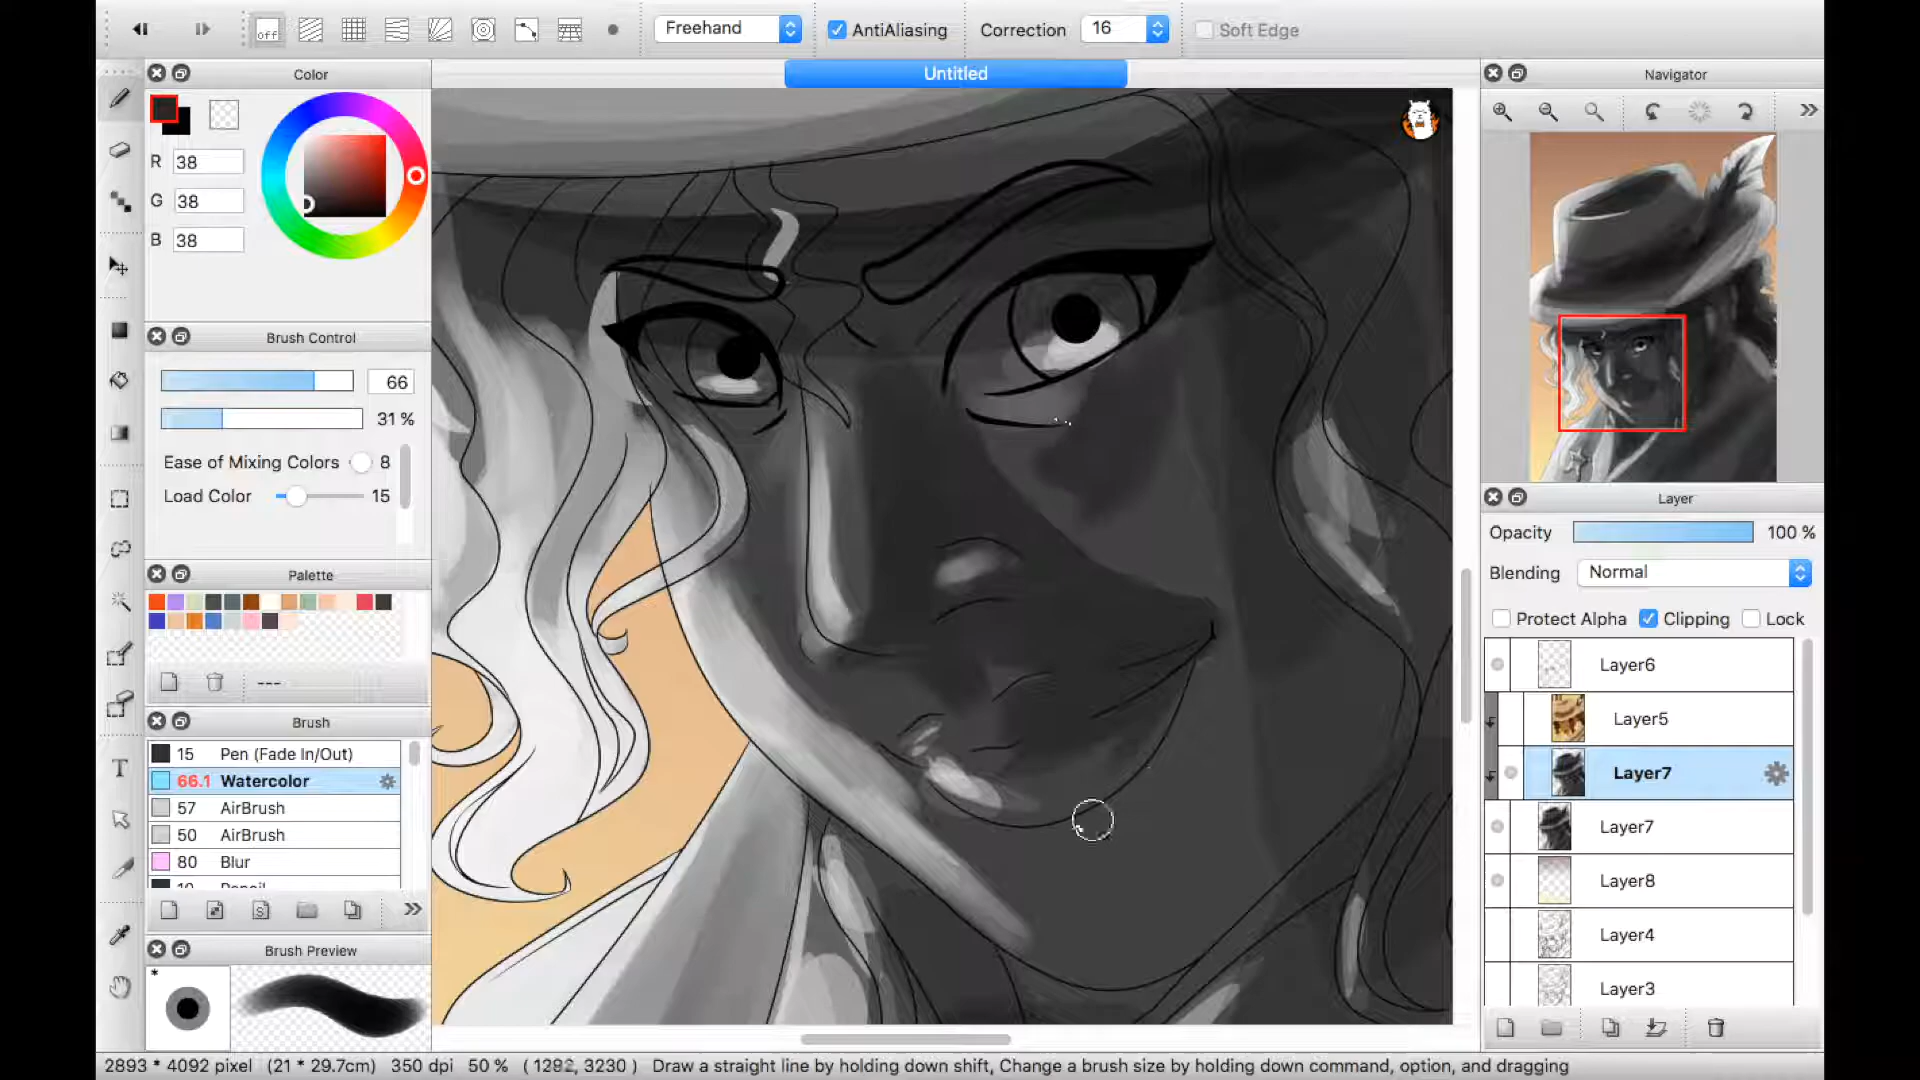 off
Freehand
AntiAliasing
Correction
16
Soft Edge
Color
Untitled
Navigator
R 38
G 38
B 38
Brush Control
66
31 %
Ease of Mixing Colors 8
Load Color 15
Palette
---
Brush
15 Pen (Fade In/Out)
66.1 Watercolor
57 AirBrush
50 AirBrush
80 Blur
10 Pencil
Brush Preview
*
T
Layer
Opacity 100 %
Blending Normal
Protect Alpha Clipping Lock
Layer6
Layer5
Layer7
Layer7
Layer8
Layer4
Layer3
2893 * 4092 pixel (21 * 29.7cm) 350 dpi 50 % ( 1292, 3230 ) Draw a straight line by holding down shift, Change a brush size by holding down command, option, and dragging